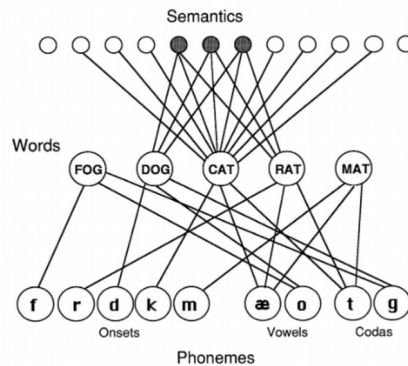 Semantics
Words
FOG DOG CAT RAT MAT
f r d k m æ o t g
Onsets Vowels Codas
Phonemes